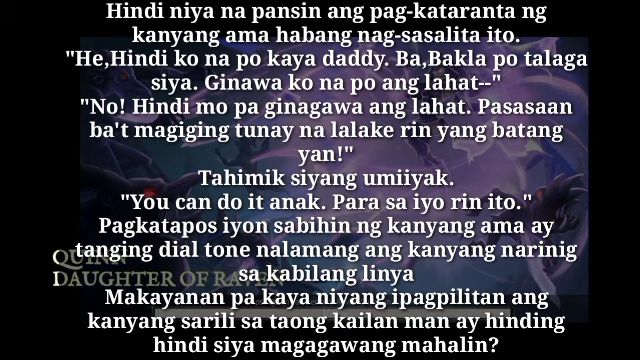 Hindi niya na pansin ang pag-kataranta ng
kanyang ama habang nag-sasalita ito.
"He,Hindi ko na po kaya daddy. Ba,Bakla po talaga
siya. Ginawa ko na po ang lahat--"
"No! Hindi mo pa ginagawa ang lahat. Pasasaan
ba't magiging tunay na lalake rin yang batang
yan!"
Tahimik siyang umiiyak.
"You can do it anak. Para sa iyo rin ito."
Pagkatapos iyon sabihin ng kanyang ama ay
tanging dial tone nalamang ang kanyang narinig
sa kabilang linya
QUINN
DAUGHTER OF RAVEN
Makayanan pa kaya niyang ipagpilitan ang
kanyang sarili sa taong kailan man ay hinding
hindi siya magagawang mahalin?